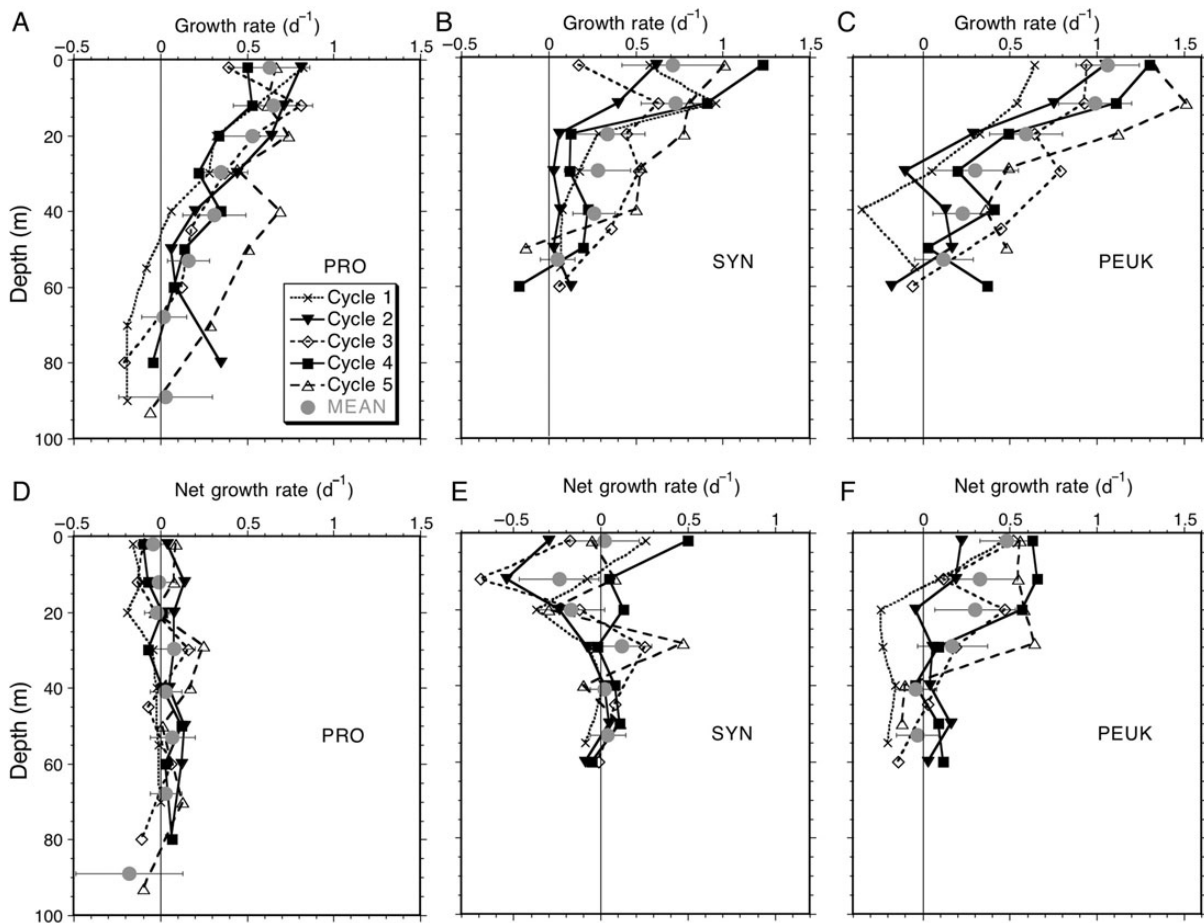 A Growth rate (d⁻¹) B Growth rate (d⁻¹) C Growth rate (d⁻¹)
−0.5 0 0.5 1 1.5 −0.5 0 0.5 1 1.5 0 0.5 1 1.5
0
20
40
60
80
100
Depth (m)
PRO
Cycle 1
Cycle 2
Cycle 3
Cycle 4
Cycle 5
MEAN
SYN
PEUK
D Net growth rate (d⁻¹) E Net growth rate (d⁻¹) F Net growth rate (d⁻¹)
−0.5 0 0.5 1 1.5 −0.5 0 0.5 1 0 0.5 1 1.5
0
20
40
60
80
100
Depth (m)
PRO
SYN
PEUK